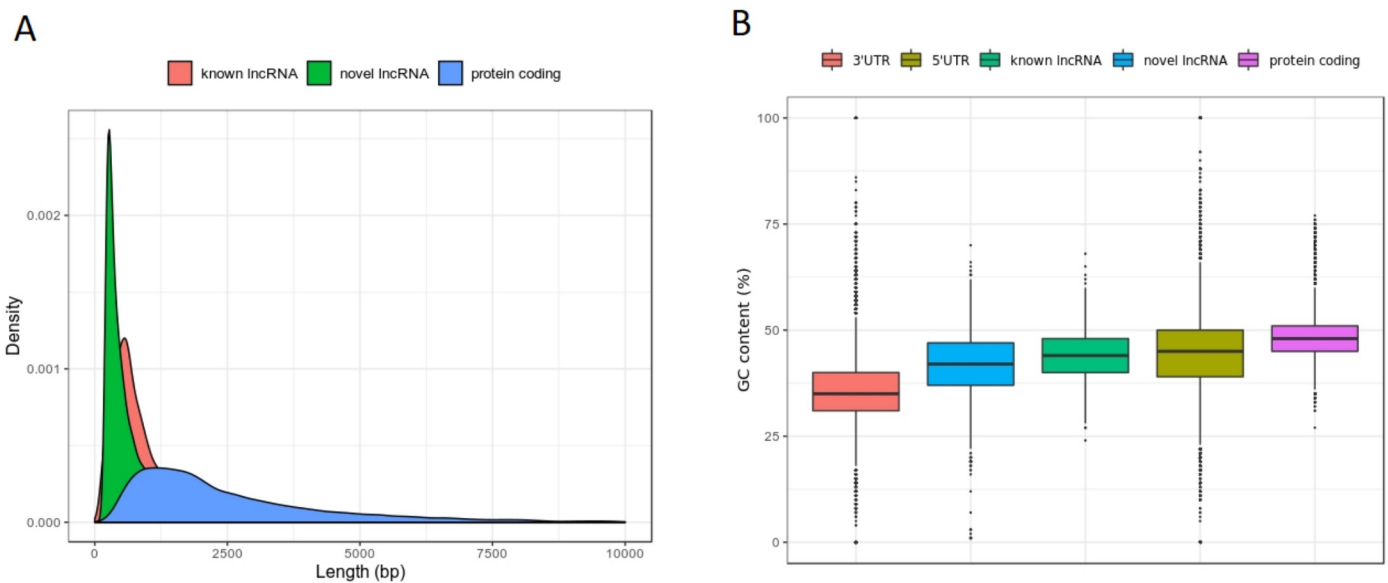 A
known lncRNA novel lncRNA protein coding
Density
0.002
0.001
0.000
0 2500 5000 7500 10000
Length (bp)
B
3'UTR 5'UTR known lncRNA novel lncRNA protein coding
GC content (%)
100
75
50
25
0